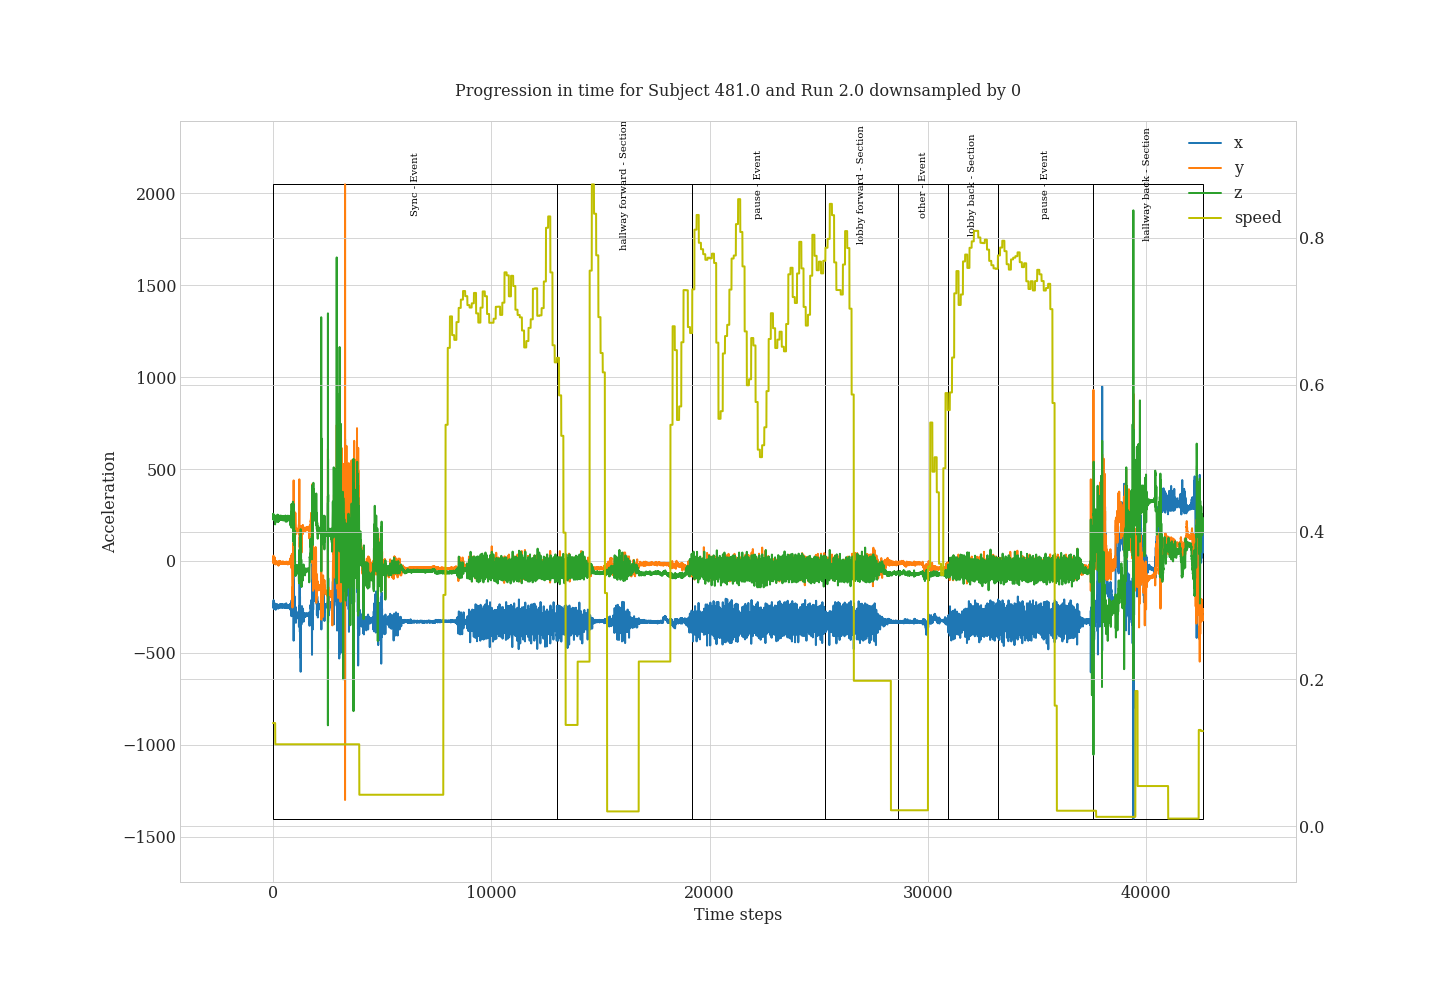 Progression in time for Subject 481.0 and Run 2.0 downsampled by 0
Sync - Event
hallway forward - Section
pause - Event
lobby forward - Section
other - Event
lobby back - Section
pause - Event
hallway back - Section
x
y
z
speed
2000
1500
1000
500
0
−500
−1000
−1500
Acceleration
0.8
0.6
0.4
0.2
0.0
0 10000 20000 30000 40000
Time steps